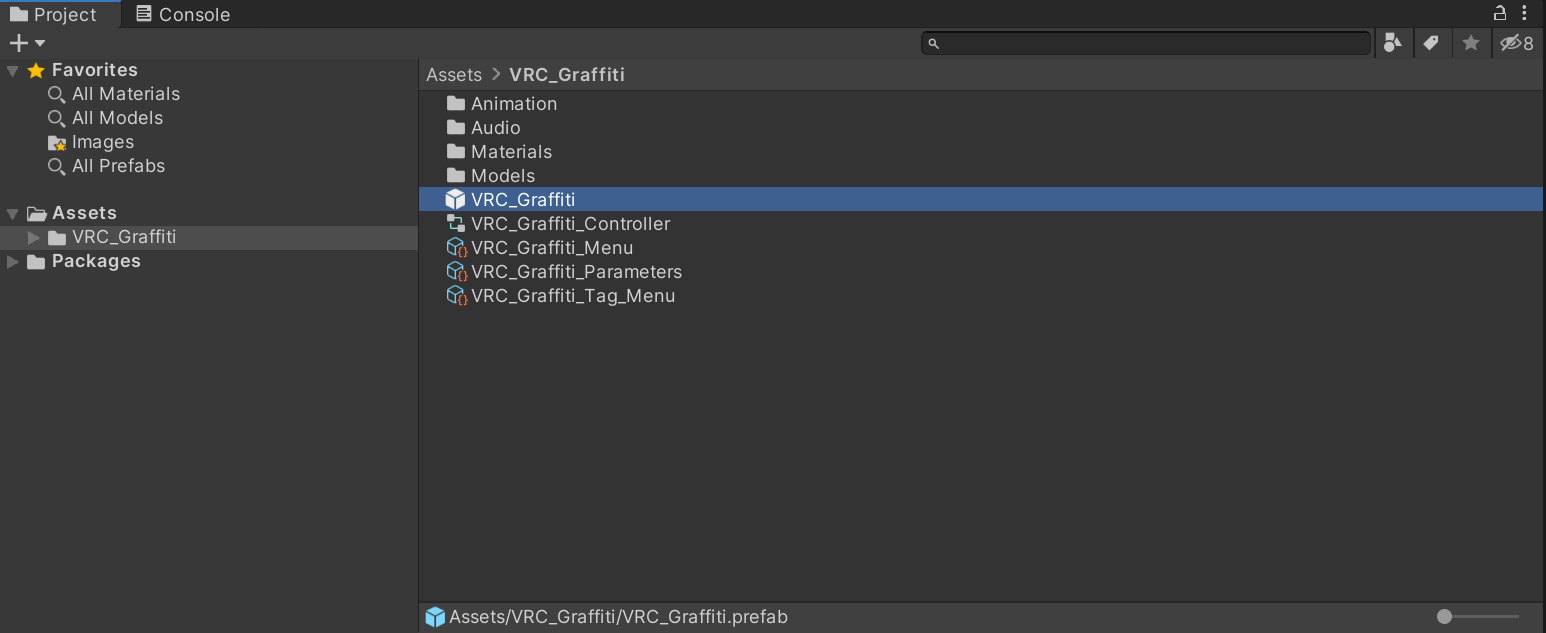 Project Console
8
Favorites
All Materials
All Models
Images
All Prefabs
Assets
VRC_Graffiti
Packages
Assets > VRC_Graffiti
Animation
Audio
Materials
Models
VRC_Graffiti
VRC_Graffiti_Controller
VRC_Graffiti_Menu
VRC_Graffiti_Parameters
VRC_Graffiti_Tag_Menu
Assets/VRC_Graffiti/VRC_Graffiti.prefab